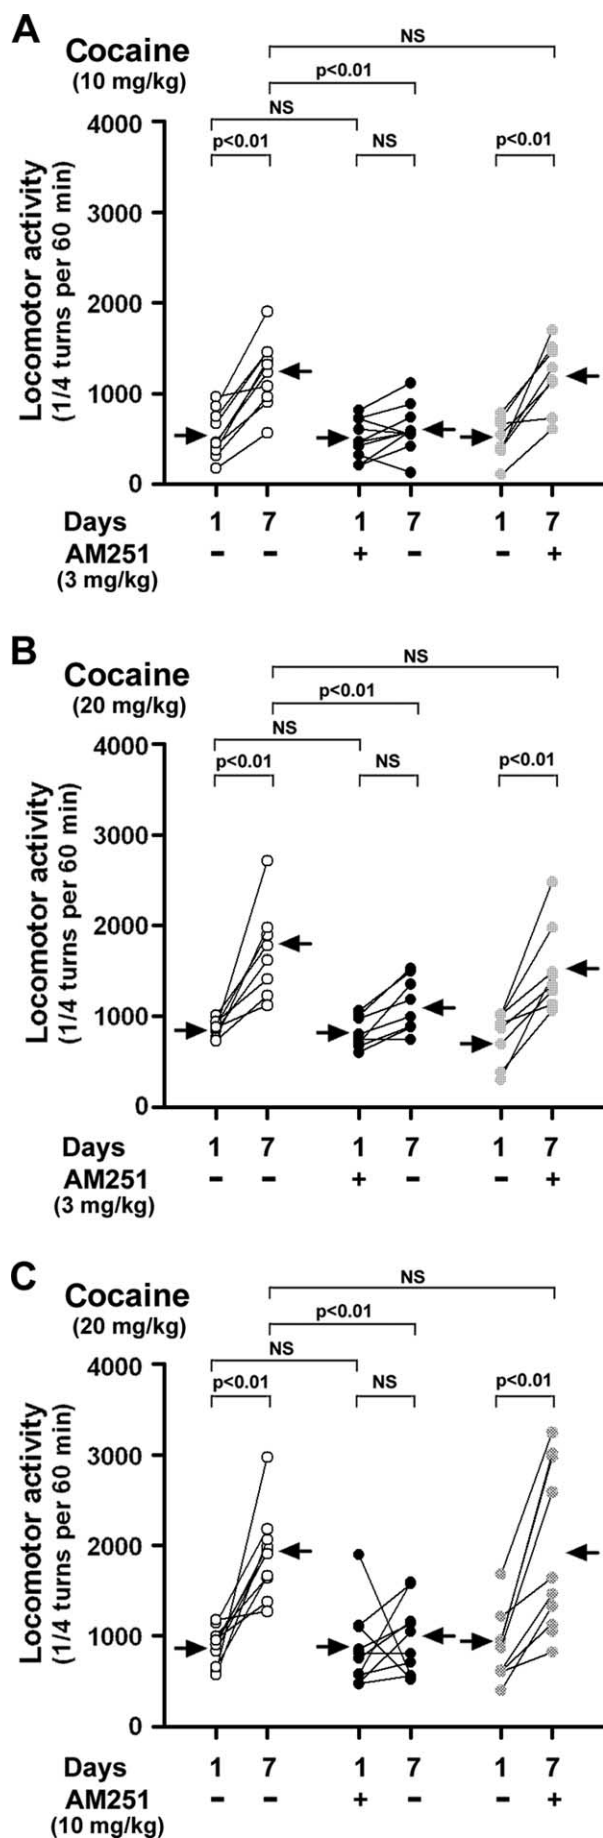 A
Cocaine
(10 mg/kg)
NS
p<0.01
NS
p<0.01
NS
p<0.01
Locomotor activity
(1/4 turns per 60 min)
4000
3000
2000
1000
0
Days 1 7 1 7 1 7
AM251 - - + - - +
(3 mg/kg)
B
Cocaine
(20 mg/kg)
NS
p<0.01
NS
p<0.01
NS
p<0.01
Locomotor activity
(1/4 turns per 60 min)
4000
3000
2000
1000
0
Days 1 7 1 7 1 7
AM251 - - + - - +
(3 mg/kg)
C
Cocaine
(20 mg/kg)
NS
p<0.01
NS
p<0.01
NS
p<0.01
Locomotor activity
(1/4 turns per 60 min)
4000
3000
2000
1000
0
Days 1 7 1 7 1 7
AM251 - - + - - +
(10 mg/kg)